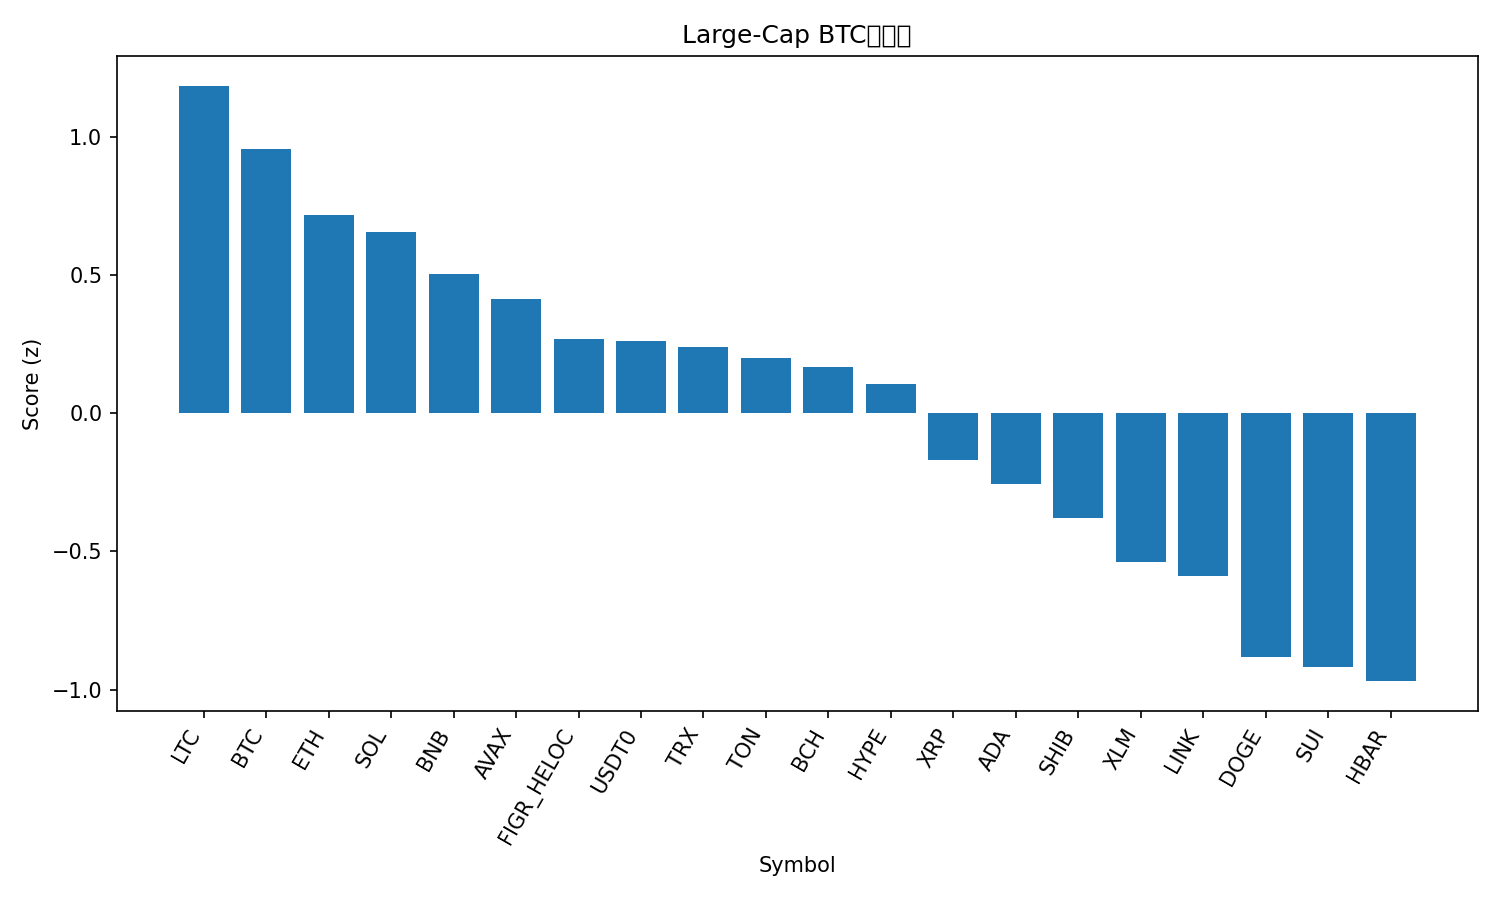 Large-Cap BTC
Score (z)
1.0
0.5
0.0
−0.5
−1.0
LTC
BTC
ETH
SOL
BNB
AVAX
FIGR_HELOC
USDT0
TRX
TON
BCH
HYPE
XRP
ADA
SHIB
XLM
LINK
DOGE
SUI
HBAR
Symbol